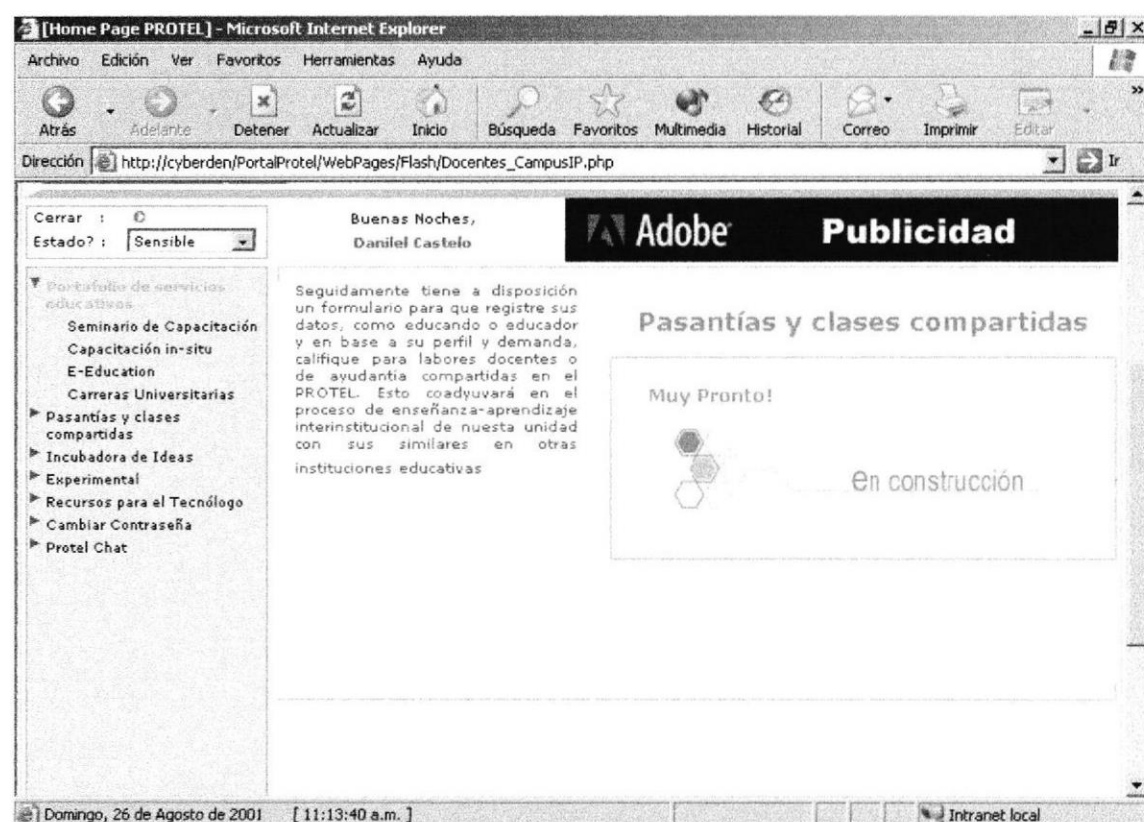 [Home Page PROTEL] - Microsoft Internet Explorer
Archivo Edición Ver Favoritos Herramientas Ayuda
Atrás Adelante Detener Actualizar Inicio Búsqueda Favoritos Multimedia Historial Correo Imprimir Editar
Dirección http://cyberden/PortalProtel/WebPages/Flash/Docentes_CampusIP.php Ir
Cerrar :
Estado? : Sensible
Buenas Noches,
Danilel Castelo
Adobe Publicidad
Portafolio de servicios
educativos
Seminario de Capacitación
Capacitación in-situ
E-Education
Carreras Universitarias
Pasantías y clases
compartidas
Incubadora de Ideas
Experimental
Recursos para el Tecnólogo
Cambiar Contraseña
Protel Chat
Seguidamente tiene a disposición
un formulario para que registre sus
datos, como educando o educador
y en base a su perfil y demanda,
califique para labores docentes o
de ayudantia compartidas en el
PROTEL. Esto coadyuvará en el
proceso de enseñanza-aprendizaje
interinstitucional de nuesta unidad
con sus similares en otras
instituciones educativas
Pasantías y clases compartidas
Muy Pronto!
en construcción
Domingo, 26 de Agosto de 2001 [ 11:13:40 a.m. ] Intranet local